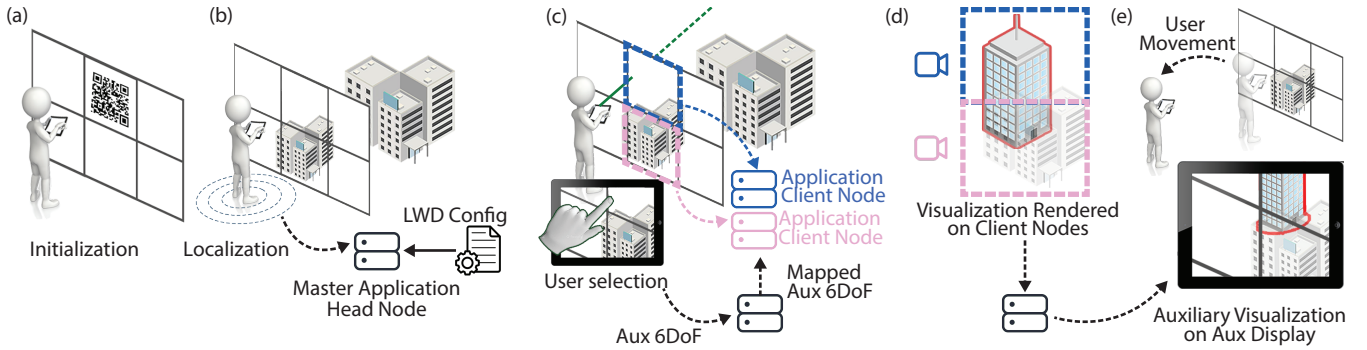 (a)
Initialization
(b)
Localization
LWD Config
Master Application
Head Node
(c)
Application
Client Node
Application
Client Node
User selection
Aux 6DoF
Mapped
Aux 6DoF
(d)
Visualization Rendered
on Client Nodes
(e)
User
Movement
Auxiliary Visualization
on Aux Display